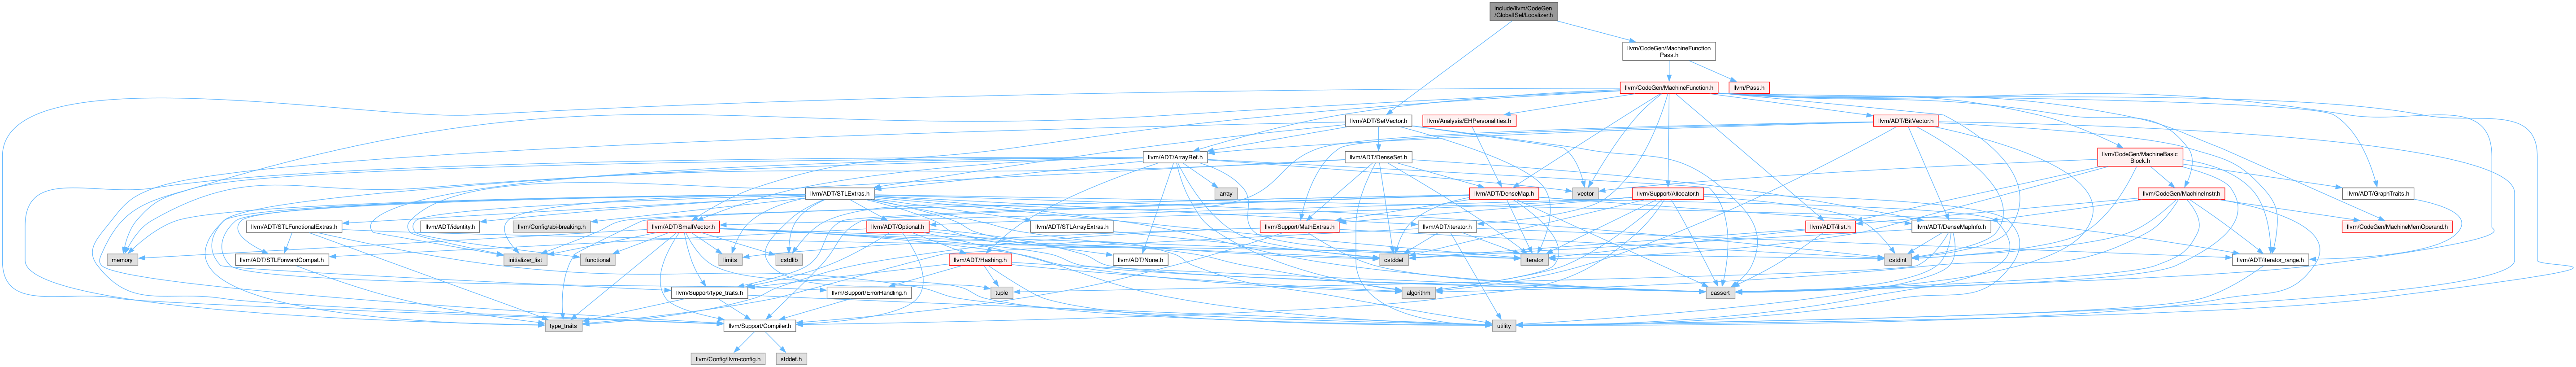 include/llvm/CodeGen
/GlobalISel/Localizer.h
llvm/CodeGen/MachineFunction
Pass.h
llvm/CodeGen/MachineFunction.h
llvm/Pass.h
llvm/ADT/SetVector.h
llvm/Analysis/EHPersonalities.h
llvm/ADT/BitVector.h
llvm/ADT/ArrayRef.h
llvm/ADT/DenseSet.h
llvm/CodeGen/MachineBasic
Block.h
llvm/ADT/STLExtras.h
array
llvm/ADT/DenseMap.h
vector
llvm/Support/Allocator.h
llvm/CodeGen/MachineInstr.h
llvm/ADT/GraphTraits.h
llvm/ADT/STLFunctionalExtras.h
llvm/ADT/identity.h
llvm/Config/abi-breaking.h
llvm/ADT/SmallVector.h
llvm/ADT/Optional.h
llvm/ADT/STLArrayExtras.h
llvm/Support/MathExtras.h
llvm/ADT/iterator.h
llvm/ADT/ilist.h
llvm/ADT/DenseMapInfo.h
llvm/CodeGen/MachineMemOperand.h
memory
llvm/ADT/STLForwardCompat.h
initializer_list
functional
limits
cstdlib
llvm/ADT/Hashing.h
llvm/ADT/None.h
cstddef
iterator
cstdint
llvm/ADT/iterator_range.h
llvm/Support/type_traits.h
llvm/Support/ErrorHandling.h
tuple
algorithm
cassert
type_traits
llvm/Support/Compiler.h
utility
llvm/Config/llvm-config.h
stddef.h